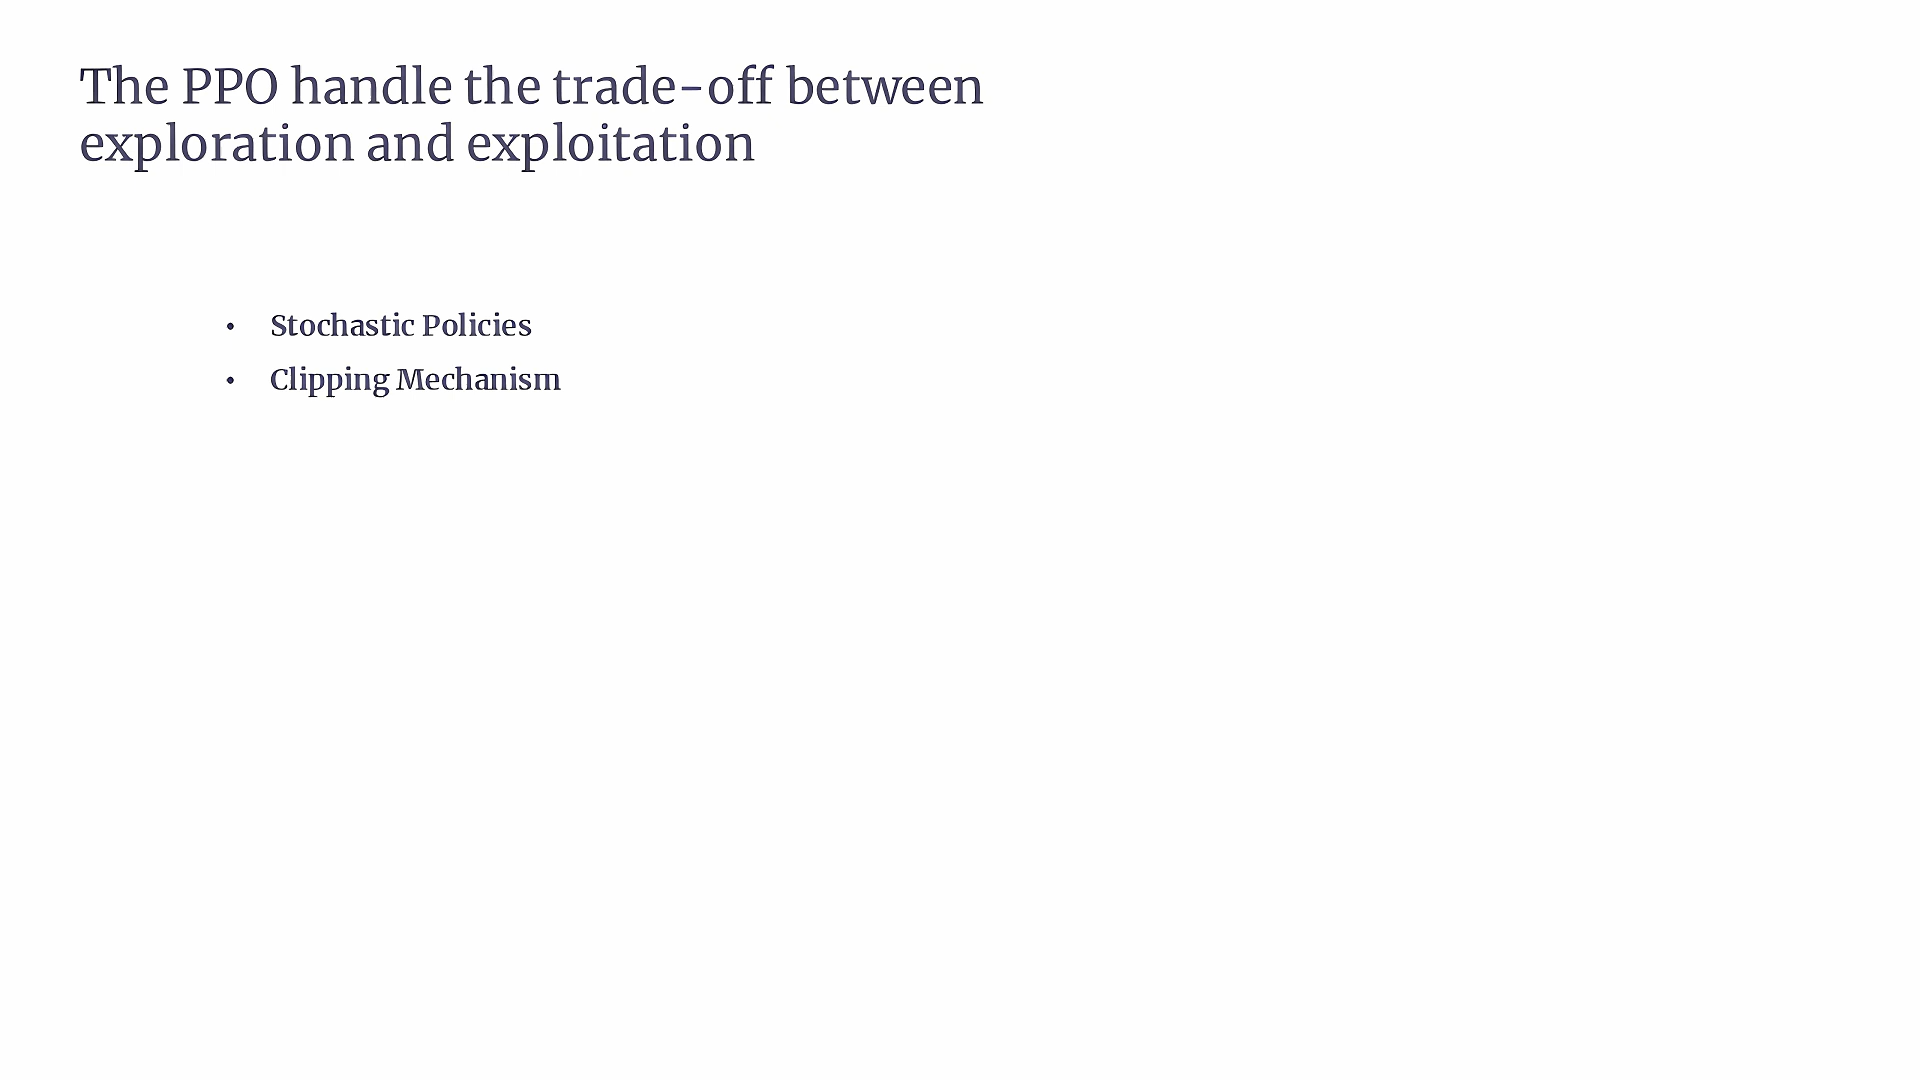 The PPO handle the trade-off between
exploration and exploitation
• Stochastic Policies
• Clipping Mechanism